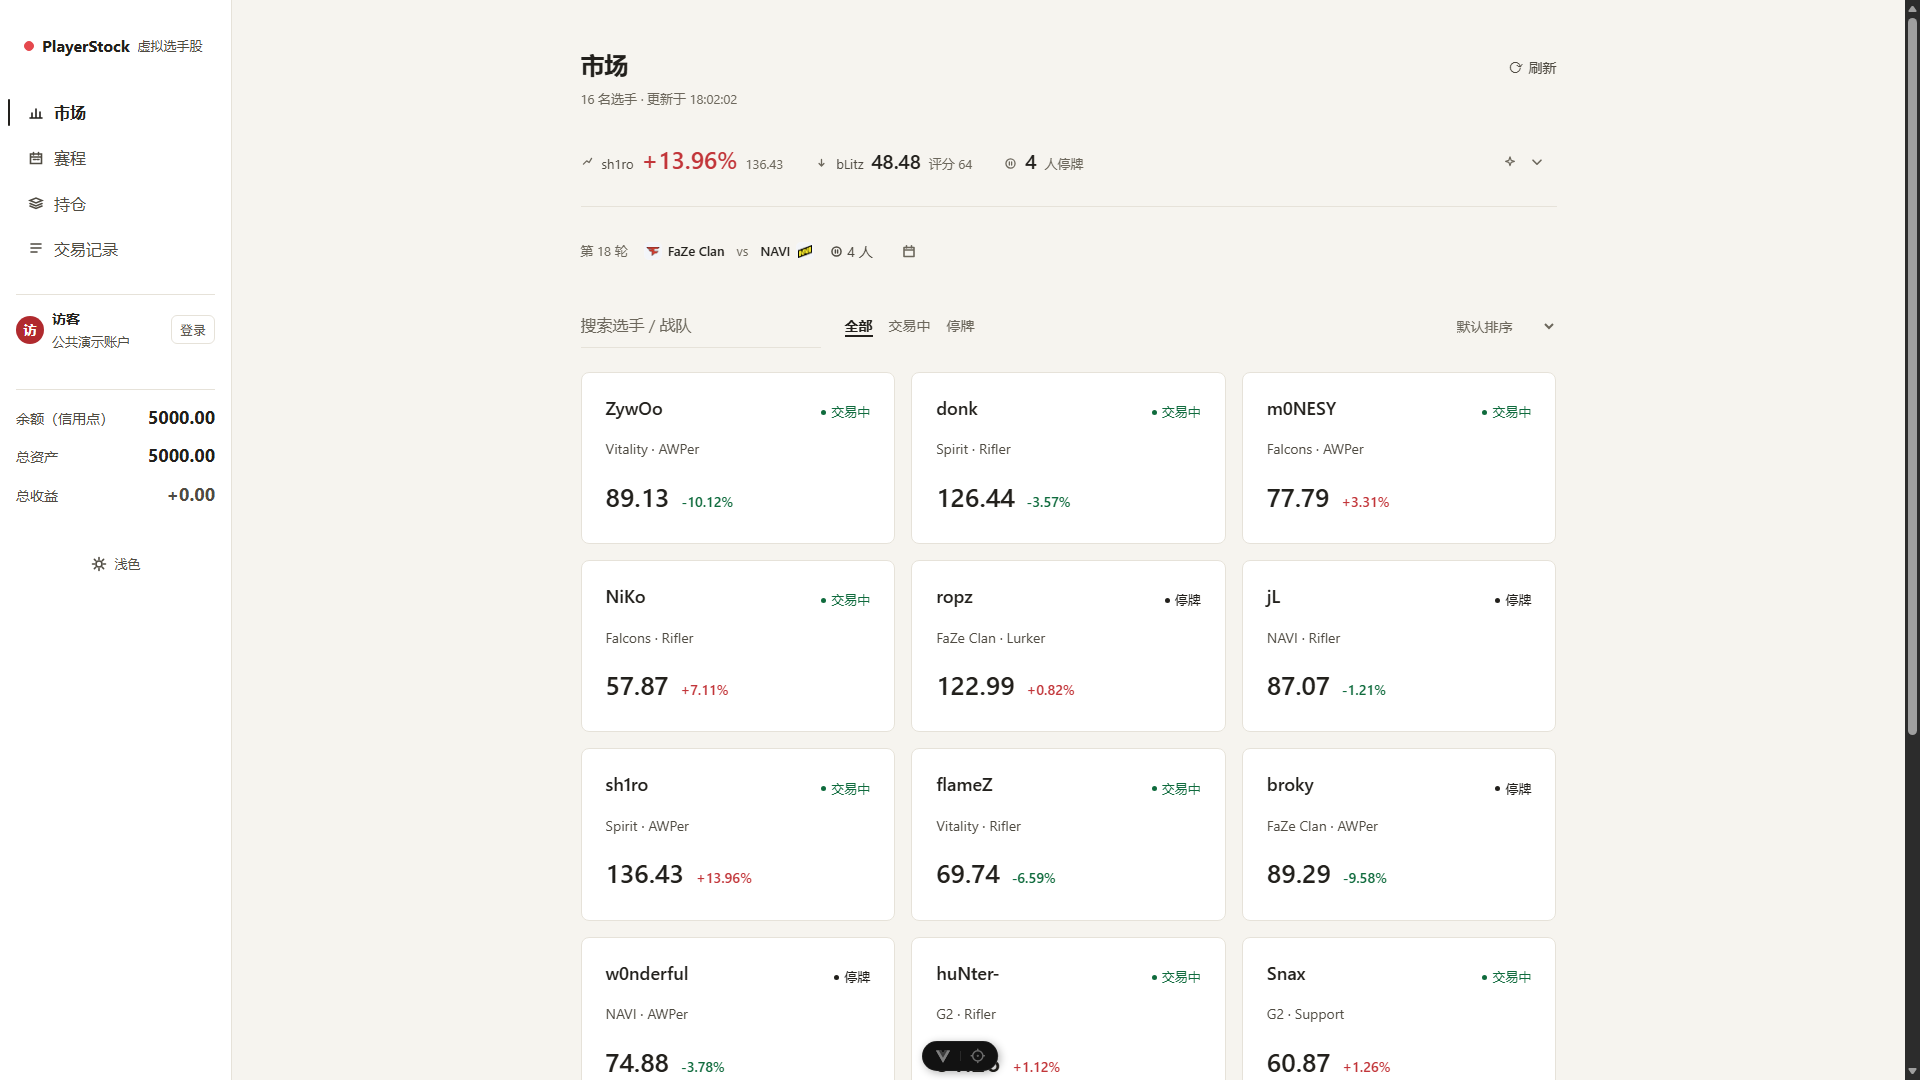 PlayerStock 虚拟选手股
市场
赛程
持仓
交易记录
访 访客
公共演示账户
登录
余额（信用点） 5000.00
总资产 5000.00
总收益 +0.00
浅色
市场
刷新
16 名选手 · 更新于 18:02:02
sh1ro +13.96% 136.43 bLitz 48.48 评分 64 4 人停牌
第 18 轮 FaZe Clan vs NAVI 4 人
搜索选手 / 战队 全部 交易中 停牌 默认排序
ZywOo 交易中
Vitality · AWPer
89.13 -10.12%
donk 交易中
Spirit · Rifler
126.44 -3.57%
m0NESY 交易中
Falcons · AWPer
77.79 +3.31%
NiKo 交易中
Falcons · Rifler
57.87 +7.11%
ropz 停牌
FaZe Clan · Lurker
122.99 +0.82%
jL 停牌
NAVI · Rifler
87.07 -1.21%
sh1ro 交易中
Spirit · AWPer
136.43 +13.96%
flameZ 交易中
Vitality · Rifler
69.74 -6.59%
broky 停牌
FaZe Clan · AWPer
89.29 -9.58%
w0nderful 停牌
NAVI · AWPer
74.88 -3.78%
huNter- 交易中
G2 · Rifler
+1.12%
Snax 交易中
G2 · Support
60.87 +1.26%